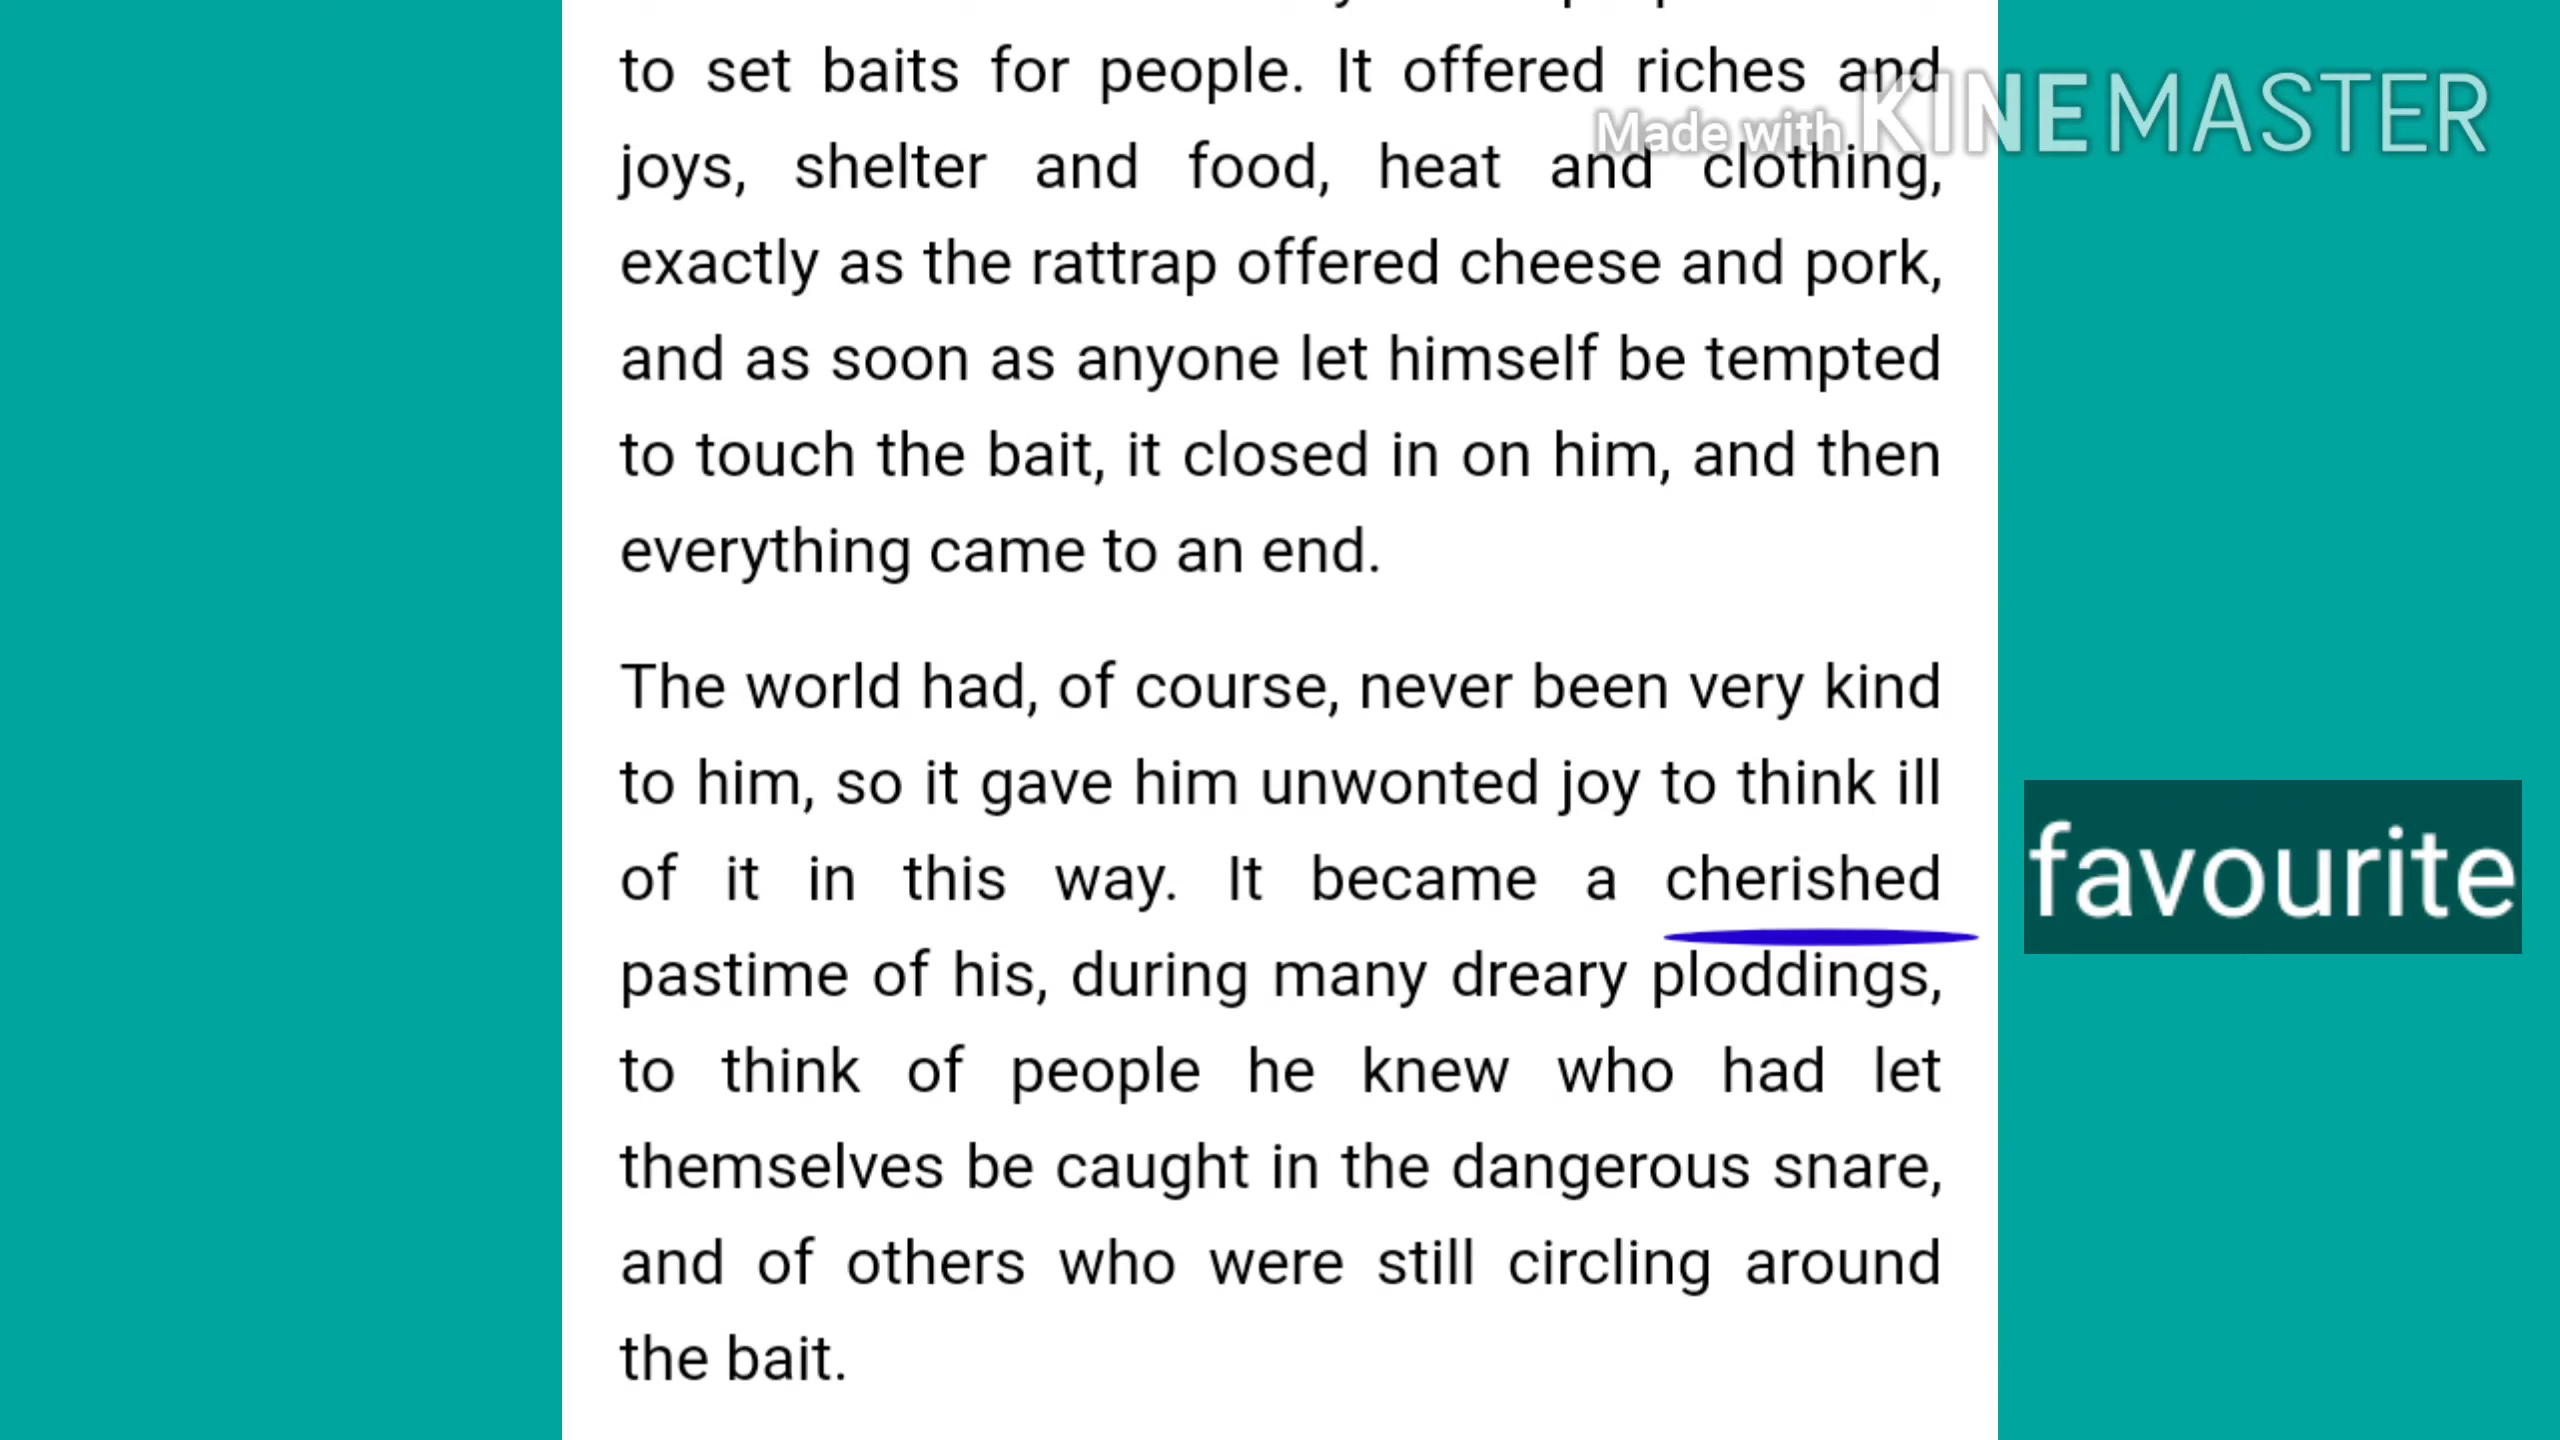 to set baits for people. It offered riches and
Made with KINEMASTER
joys, shelter and food, heat and clothing,
exactly as the rattrap offered cheese and pork,
and as soon as anyone let himself be tempted
to touch the bait, it closed in on him, and then
everything came to an end.
The world had, of course, never been very kind
to him, so it gave him unwonted joy to think ill
of it in this way. It became a cherished
favourite
pastime of his, during many dreary ploddings,
to think of people he knew who had let
themselves be caught in the dangerous snare,
and of others who were still circling around
the bait.